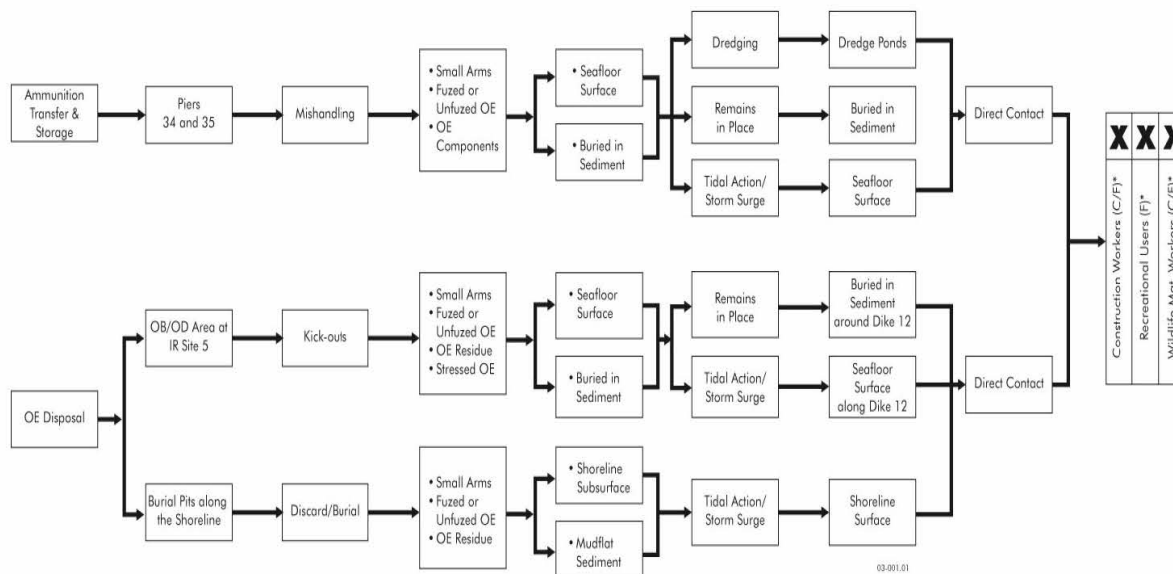 Ammunition
Transfer &
Storage
Piers
34 and 35
Mishandling
• Small Arms
• Fuzed or
Unfuzed OE
• OE
Components
• Seafloor
Surface
• Buried in
Sediment
Dredging
Dredge Ponds
Remains
in Place
Buried in
Sediment
Tidal Action/
Storm Surge
Seafloor
Surface
Direct Contact
OE Disposal
OB/OD Area at
IR Site 5
Kick-outs
• Small Arms
• Fuzed or
Unfuzed OE
• OE Residue
• Stressed OE
• Seafloor
Surface
• Buried in
Sediment
Remains
in Place
Buried in
Sediment
around Dike 12
Tidal Action/
Storm Surge
Seafloor
Surface
along Dike 12
Direct Contact
Burial Pits along
the Shoreline
Discard/Burial
• Small Arms
• Fuzed or
Unfuzed OE
• OE Residue
• Shoreline
Subsurface
• Mudflat
Sediment
Tidal Action/
Storm Surge
Shoreline
Surface
X X X
Construction Workers (C/F)*
Recreational Users (F)*
Wildlife Mgt. Workers (C/F)*
03-001.01